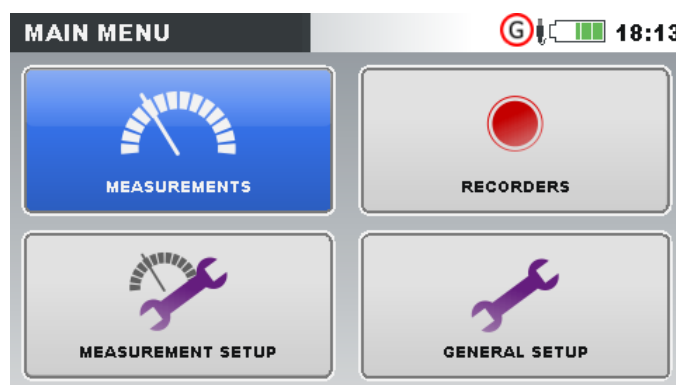 MAIN MENU
G 18:13
MEASUREMENTS
RECORDERS
MEASUREMENT SETUP
GENERAL SETUP